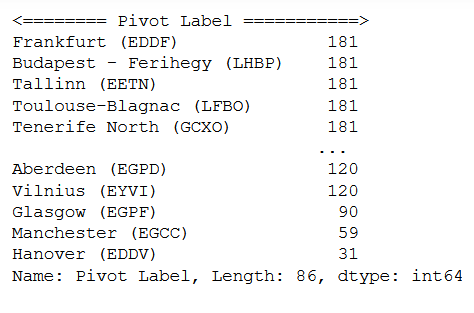 <======== Pivot Label ===========>
Frankfurt (EDDF)                181
Budapest - Ferihegy (LHBP)      181
Tallinn (EETN)                  181
Toulouse-Blagnac (LFBO)         181
Tenerife North (GCXO)           181
...
Aberdeen (EGPD)                 120
Vilnius (EYVI)                  120
Glasgow (EGPF)                   90
Manchester (EGCC)                59
Hanover (EDDV)                   31
Name: Pivot Label, Length: 86, dtype: int64